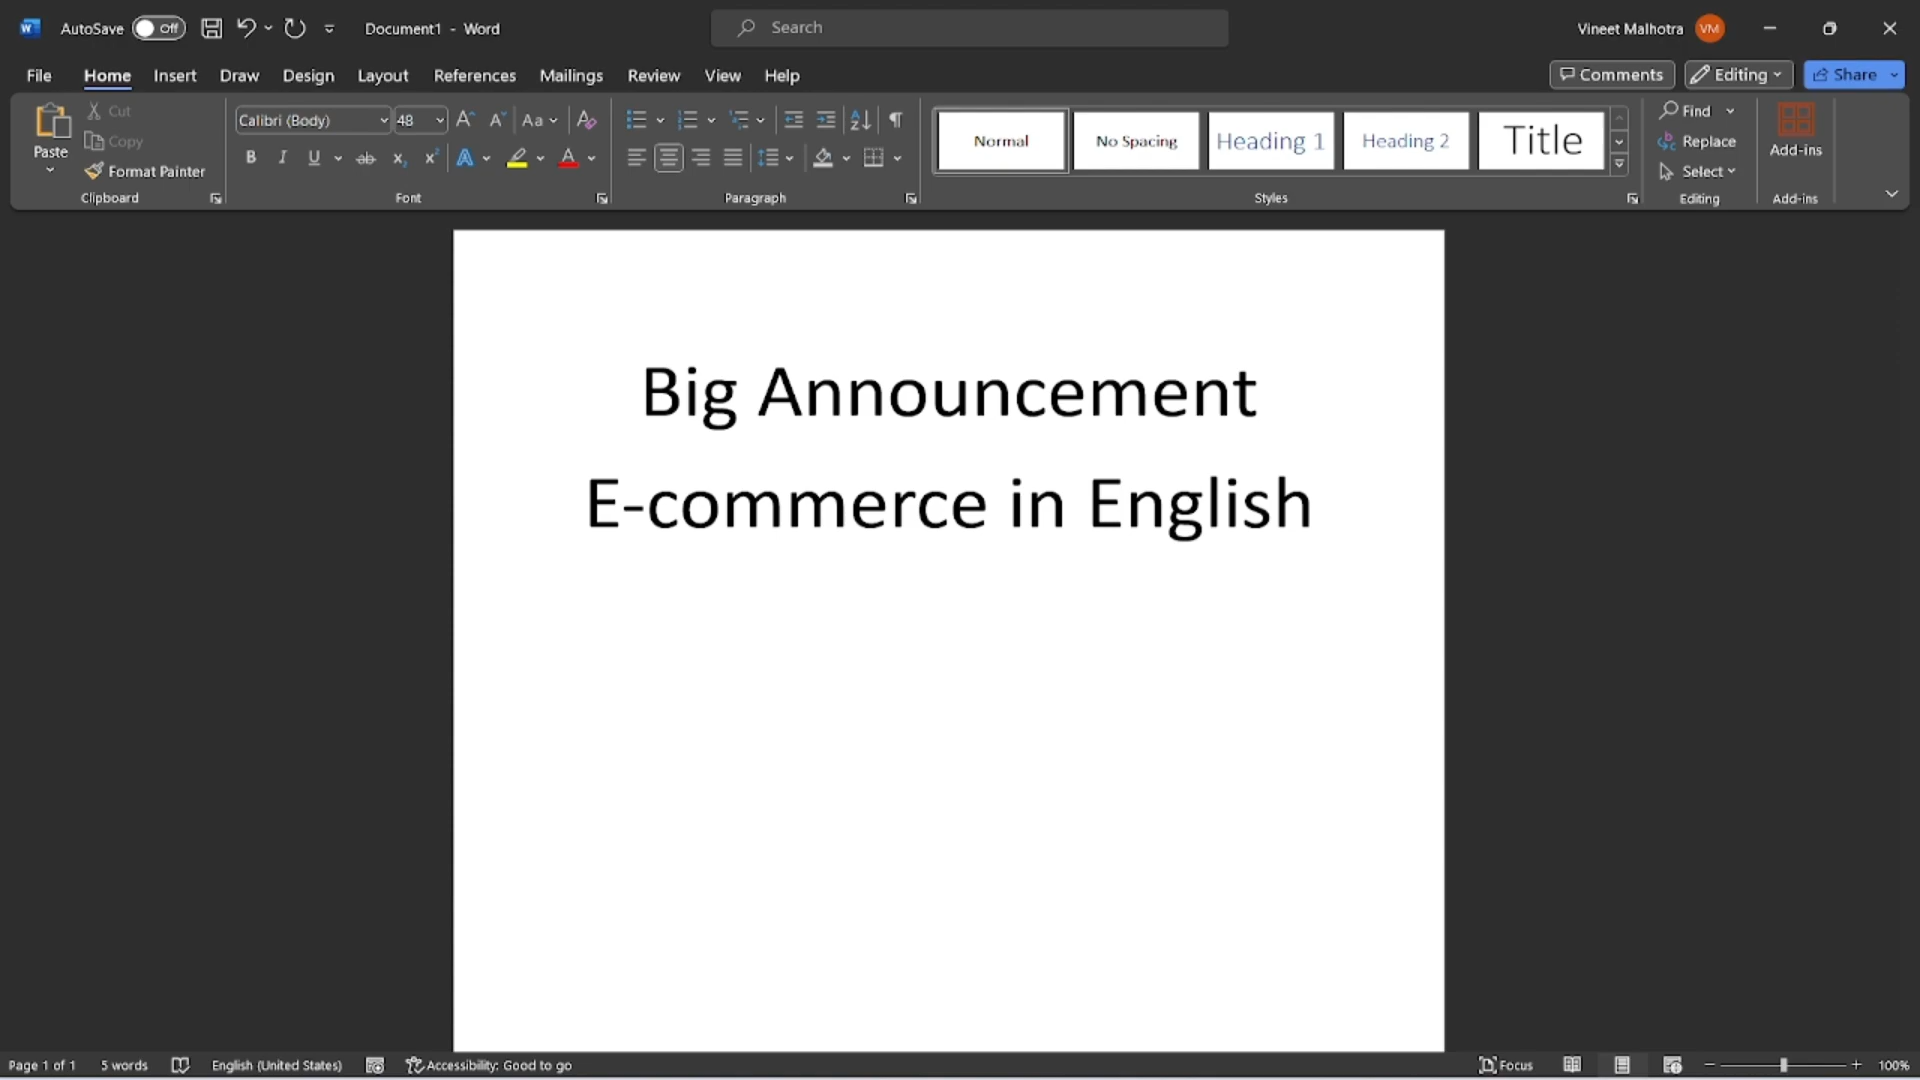 AutoSave Off Document1 - Word Search Vineet Malhotra VM
File Home Insert Draw Design Layout References Mailings Review View Help Comments Editing Share
Paste Cut Copy Format Painter
Clipboard
Calibri (Body) 48
Font
Paragraph
Normal No Spacing Heading 1 Heading 2 Title
Styles
Find
Replace
Select
Editing
Add-ins
Add-ins
Big Announcement
E-commerce in English
Page 1 of 1 5 words English (United States) Accessibility: Good to go Focus 100%